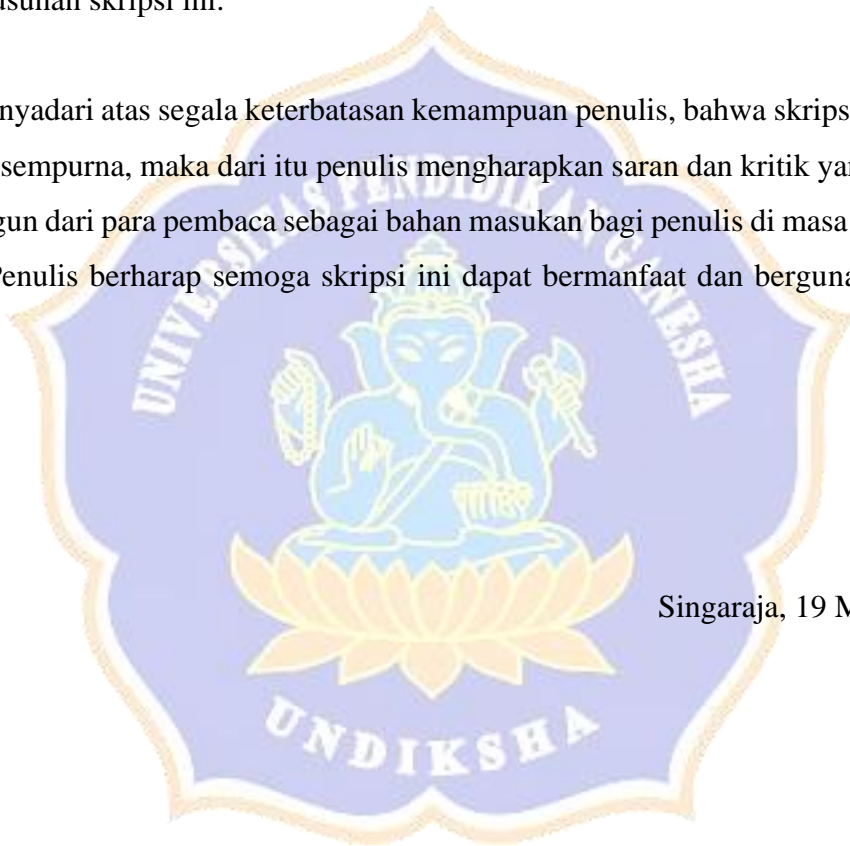 usunan skripsi ini.
nyadari atas segala keterbatasan kemampuan penulis, bahwa skrips
sempurna, maka dari itu penulis mengharapkan saran dan kritik yan
gun dari para pembaca sebagai bahan masukan bagi penulis di masa
Penulis berharap semoga skripsi ini dapat bermanfaat dan berguna
UNIVERSITAS PENDIDIKAN GANESHA
Singaraja, 19 M
UNDIKSHA